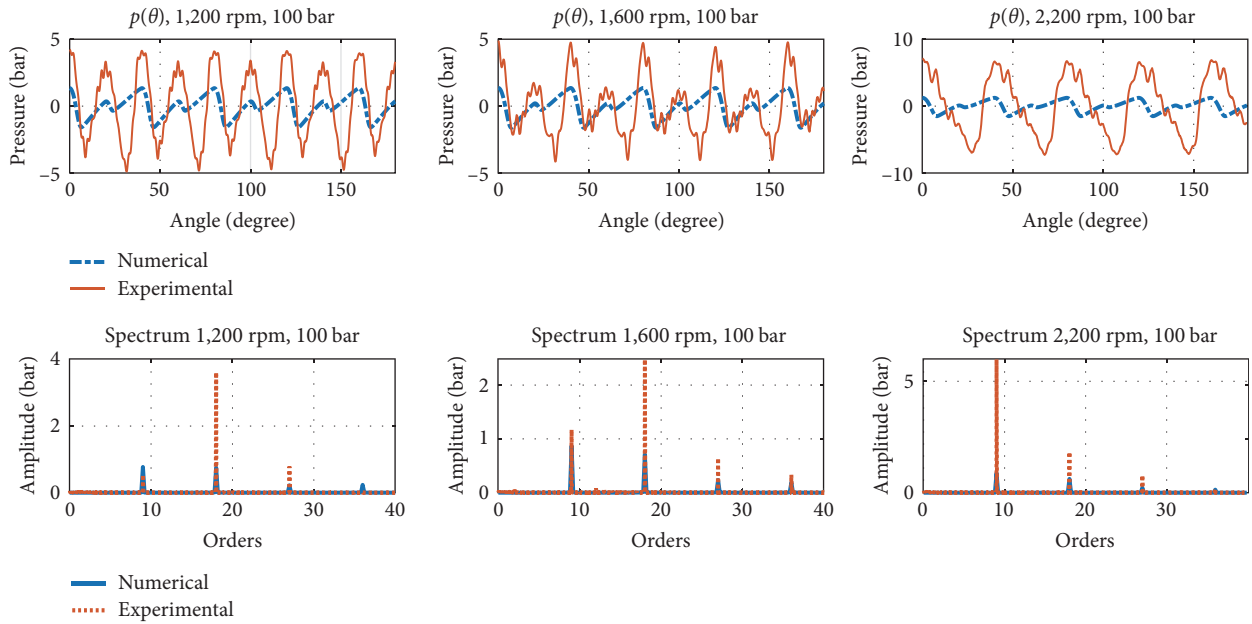 p(θ), 1,200 rpm, 100 bar
5
0
−5
Pressure (bar)
0
50
100
150
Angle (degree)
p(θ), 1,600 rpm, 100 bar
5
0
−5
Pressure (bar)
0
50
100
150
Angle (degree)
p(θ), 2,200 rpm, 100 bar
10
0
−10
Pressure (bar)
0
50
100
150
Angle (degree)
Numerical
Experimental
Spectrum 1,200 rpm, 100 bar
4
2
0
Amplitude (bar)
0
10
20
30
40
Orders
Spectrum 1,600 rpm, 100 bar
2
1
0
Amplitude (bar)
0
10
20
30
40
Orders
Spectrum 2,200 rpm, 100 bar
5
0
Amplitude (bar)
0
10
20
30
Orders
Numerical
Experimental